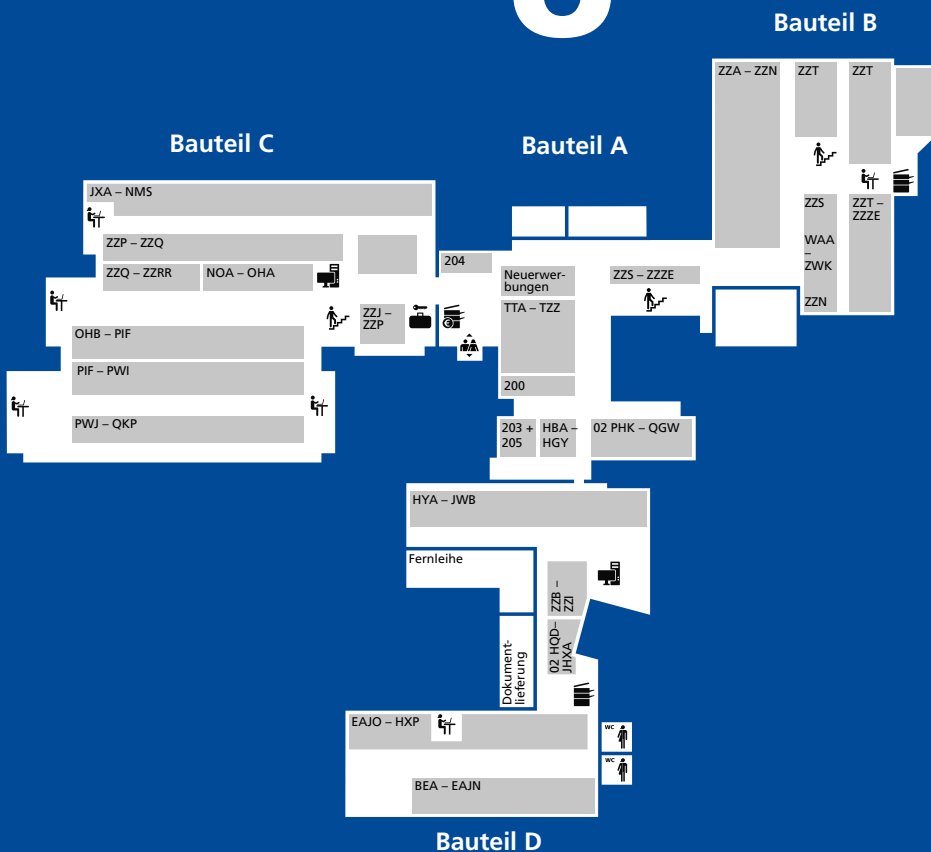 Bauteil B
ZZA – ZZN
ZZT
ZZT
ZZS
WAA
–
ZWK
ZZN
ZZT –
ZZZE
Bauteil C
JXA – NMS
ZZP – ZZQ
ZZQ – ZZRR
NOA – OHA
ZZJ –
ZZP
OHB – PIF
PIF – PWI
PWJ – QKP
Bauteil A
204
Neuerwer-
bungen
ZZS – ZZZE
TTA – TZZ
200
203 +
205
HBA –
HGY
02 PHK – QGW
HYA – JWB
Fernleihe
ZZB –
ZZI
02 HQD–
JHXA
Dokument-
lieferung
EAJO – HXP
WC
WC
BEA – EAJN
Bauteil D